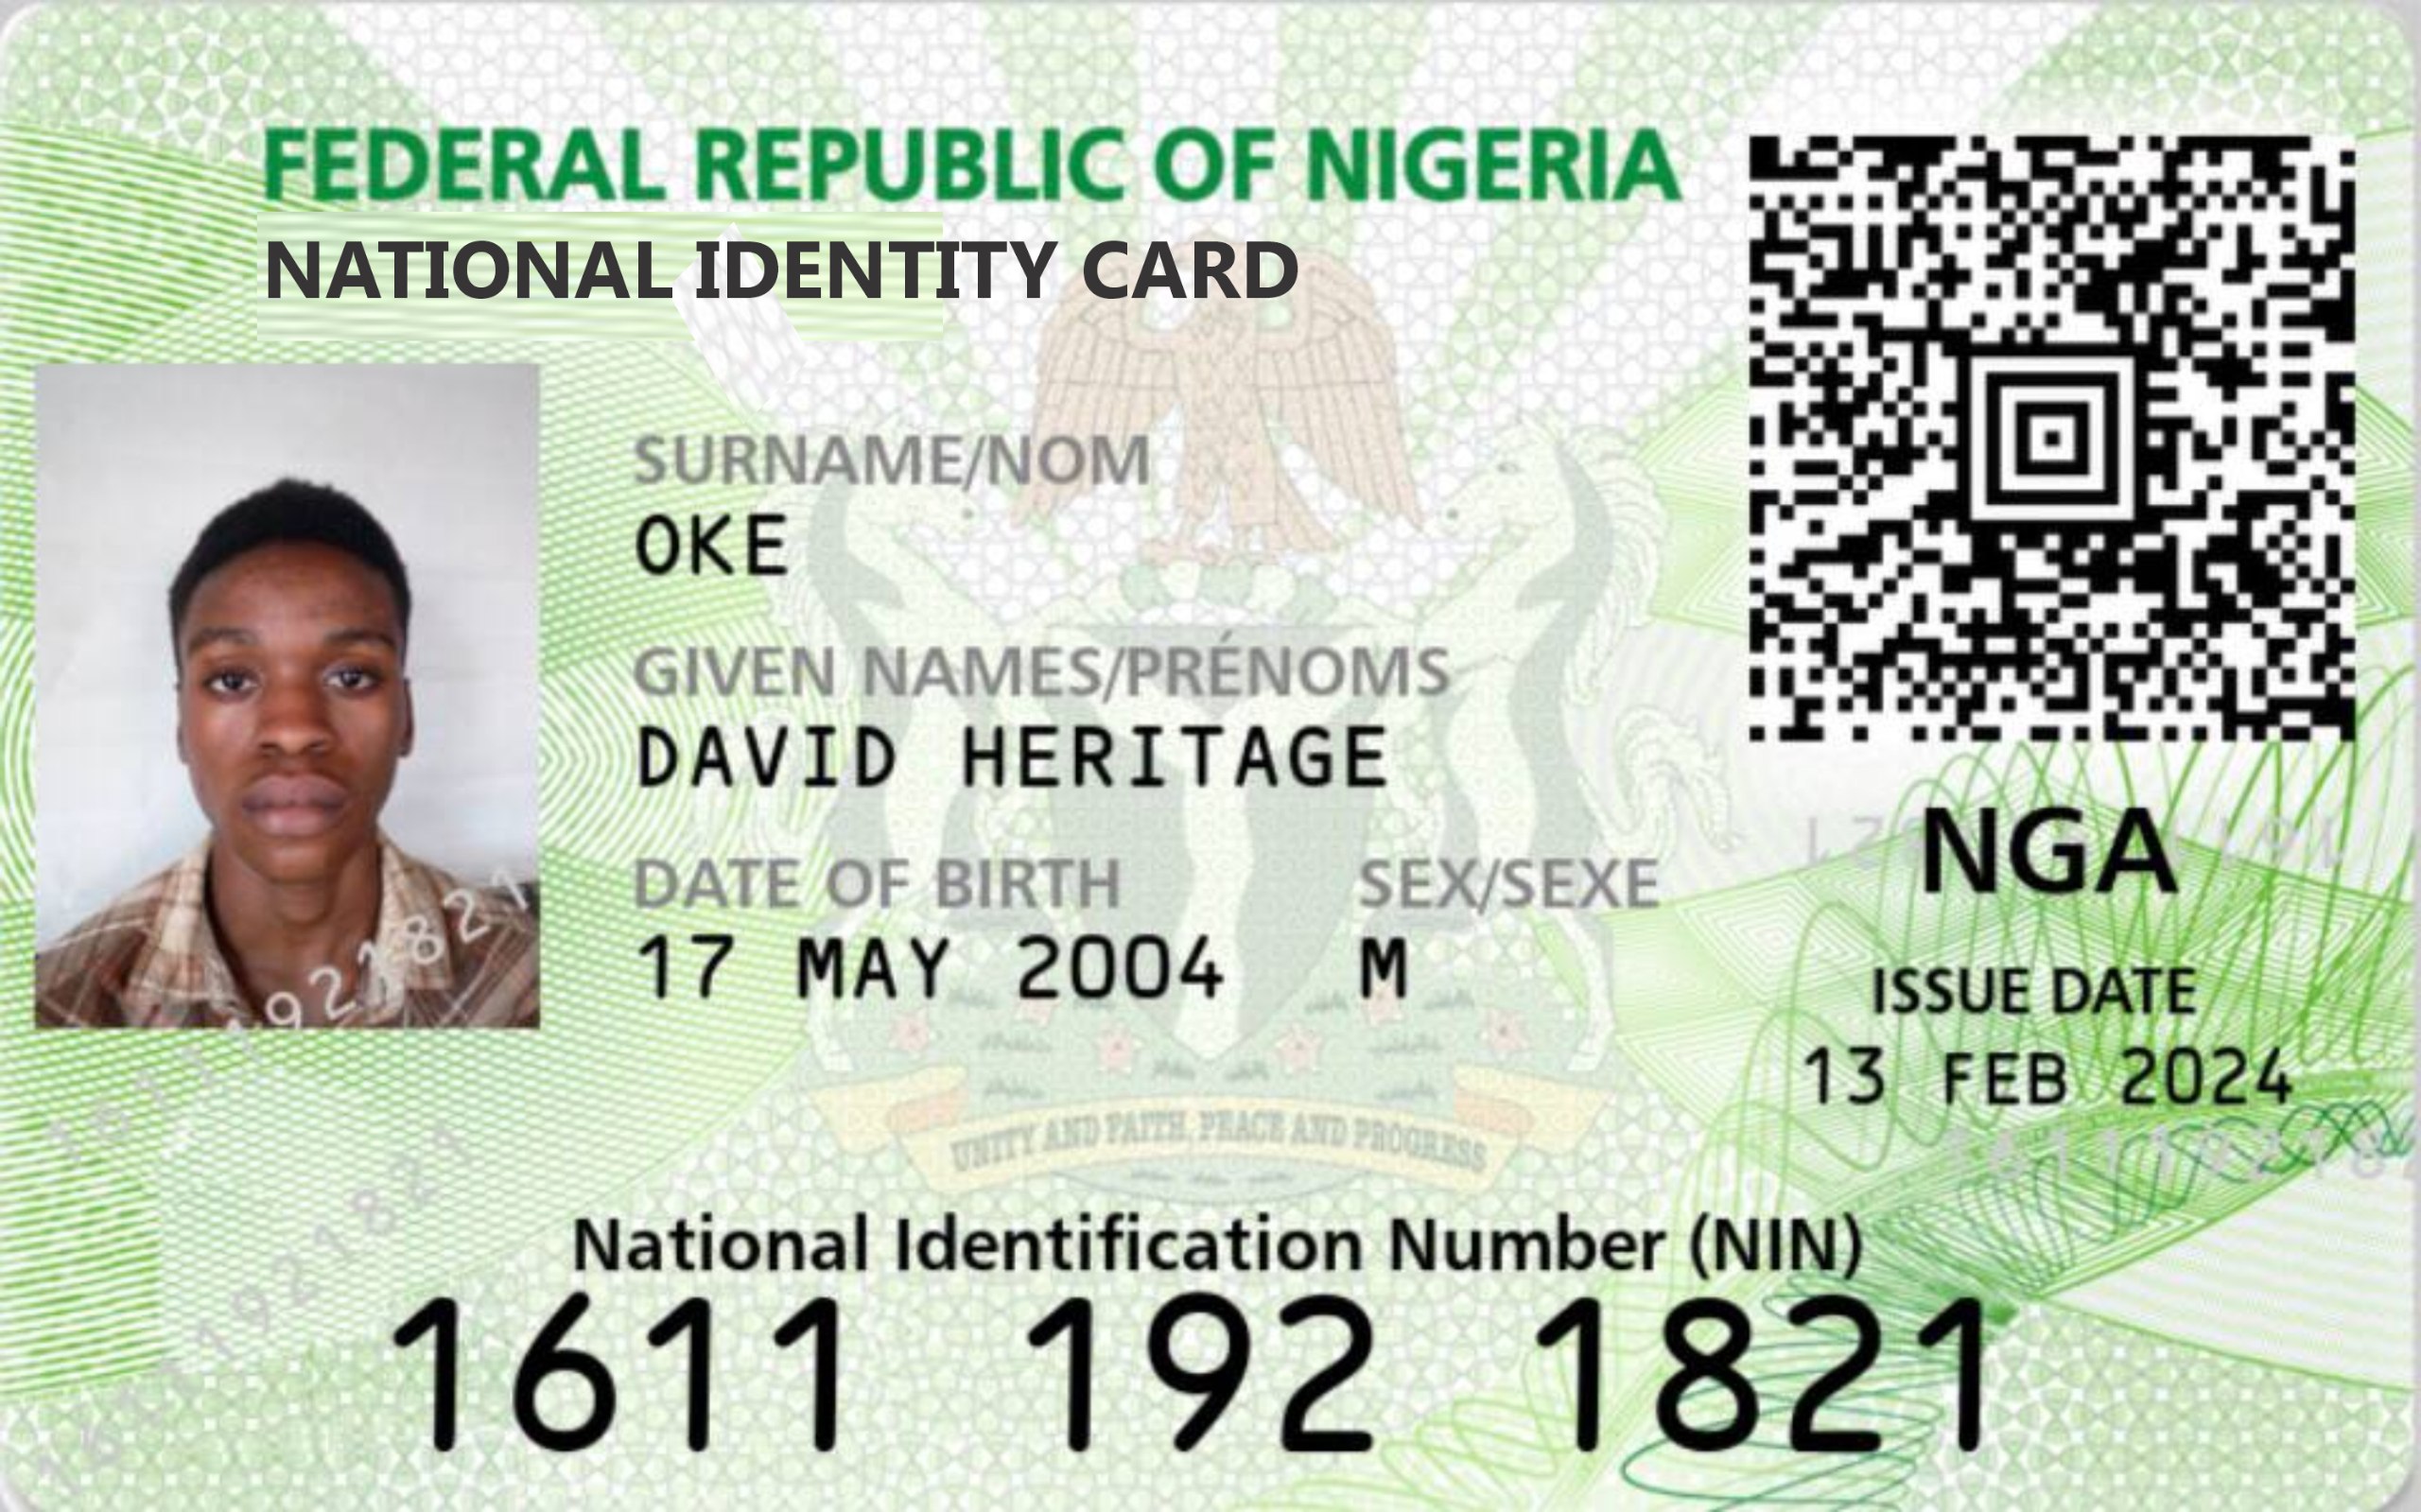 FEDERAL REPUBLIC OF NIGERIA
NATIONAL IDENTITY CARD
SURNAME/NOM
OKE
GIVEN NAMES/PRÉNOMS
DAVID HERITAGE
DATE OF BIRTH SEX/SEXE
17 MAY 2004 M
NGA
ISSUE DATE
13 FEB 2024
UNITY AND FAITH, PEACE AND PROGRESS
National Identification Number (NIN)
1611 192 1821